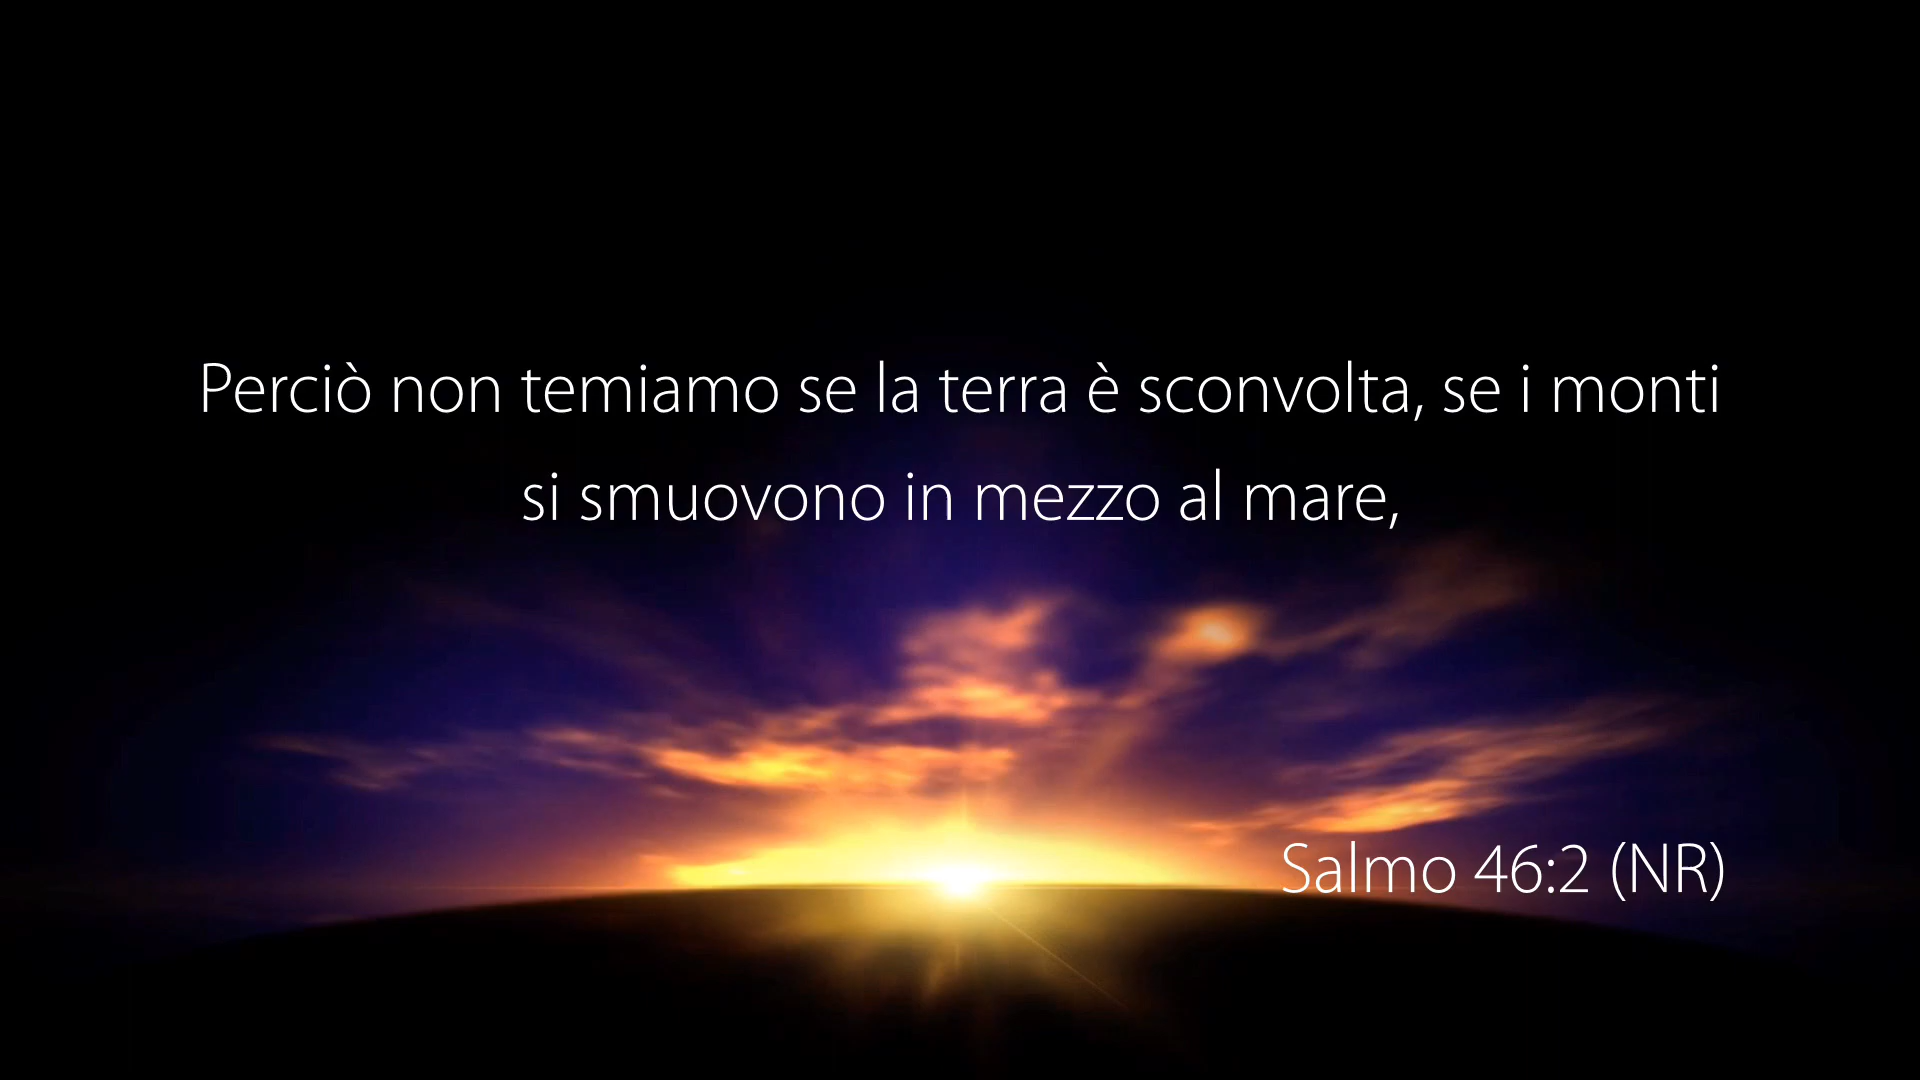 Perciò non temiamo se la terra è sconvolta, se i monti
si smuovono in mezzo al mare,
Salmo 46:2 (NR)